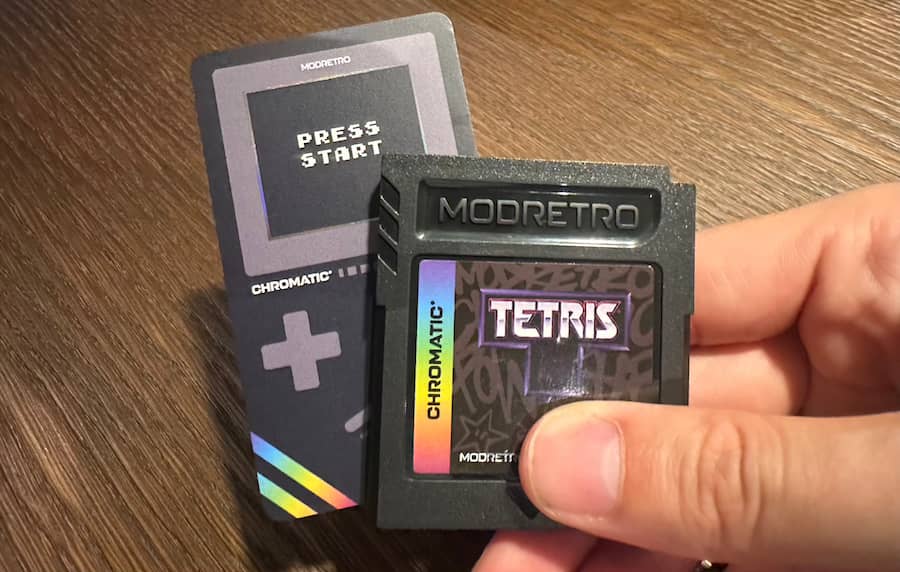 MODRETRO
PRESS
START
CHROMATIC
MODRETRO
CHROMATIC
TETRIS